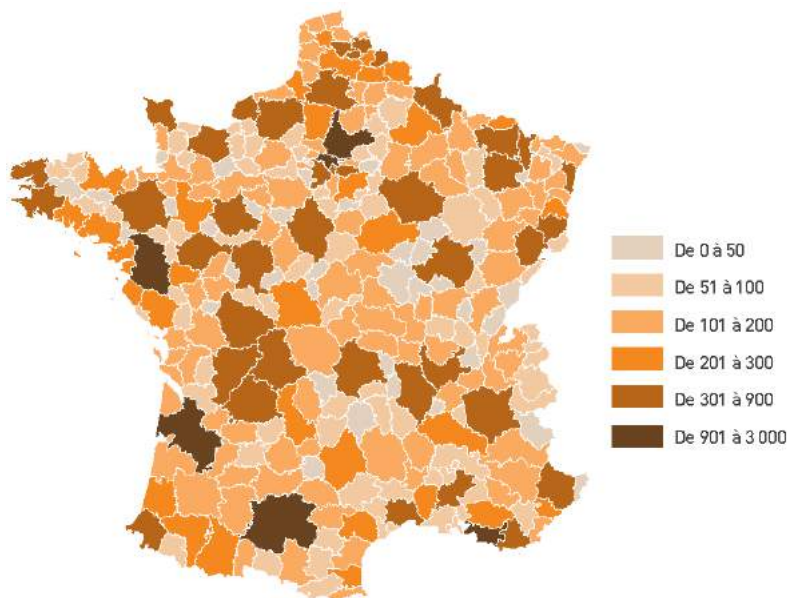 De 0 à 50
De 51 à 100
De 101 à 200
De 201 à 300
De 301 à 900
De 901 à 3 000